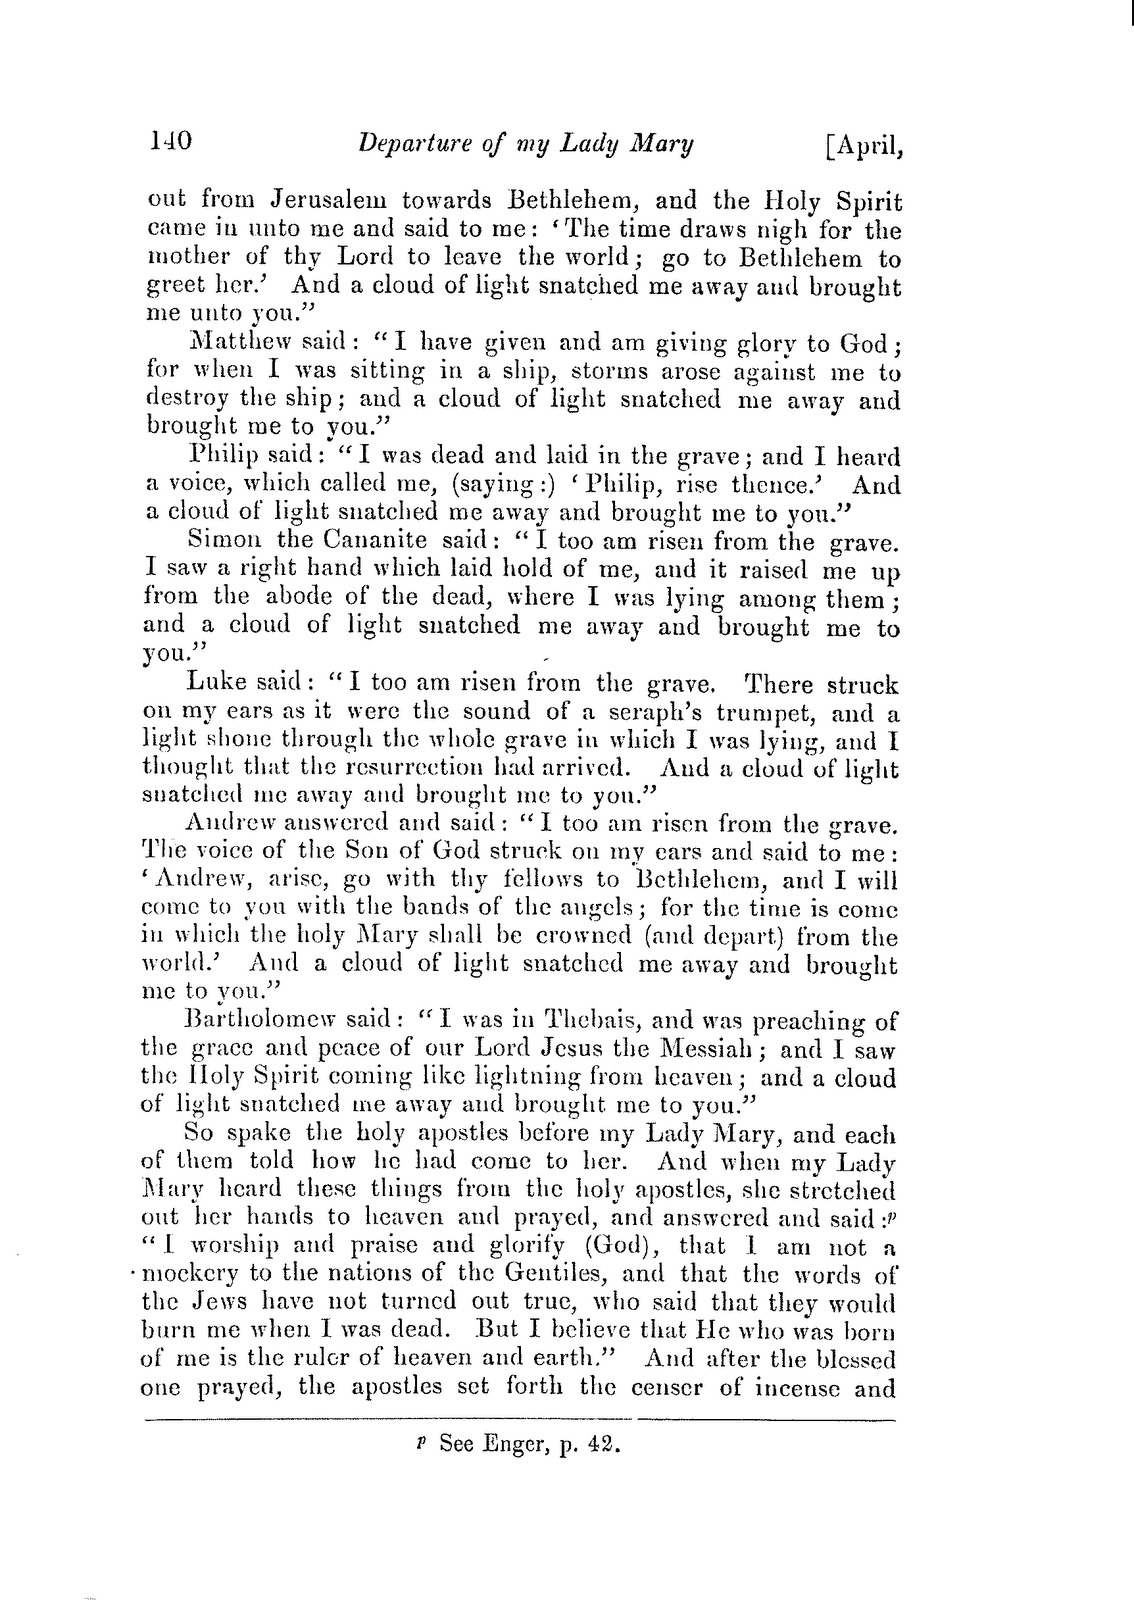 140 Departure of my Lady Mary [April,
out from Jerusalem towards Bethlehem, and the Holy Spirit
came in unto me and said to me: ‘The time draws nigh for the
mother of thy Lord to leave the world; go to Bethlehem to
greet her.’ And a cloud of light snatched me away and brought
me unto you.”
Matthew said: “I have given and am giving glory to God;
for when I was sitting in a ship, storms arose against me to
destroy the ship; and a cloud of light snatched me away and
brought me to you.”
Philip said: “I was dead and laid in the grave; and I heard
a voice, which called me, (saying:) ‘Philip, rise thence.’ And
a cloud of light snatched me away and brought me to you.”
Simon the Cananite said: “I too am risen from the grave.
I saw a right hand which laid hold of me, and it raised me up
from the abode of the dead, where I was lying among them;
and a cloud of light snatched me away and brought me to
you.”
Luke said: “I too am risen from the grave. There struck
on my ears as it were the sound of a seraph's trumpet, and a
light shone through the whole grave in which I was lying, and I
thought that the resurrection had arrived. And a cloud of light
snatched me away and brought me to you.”
Andrew answered and said: “I too am risen from the grave.
The voice of the Son of God struck on my ears and said to me:
‘Andrew, arise, go with thy fellows to Bethlehem, and I will
come to you with the bands of the angels; for the time is come
in which the holy Mary shall be crowned (and depart) from the
world.’ And a cloud of light snatched me away and brought
me to you.”
Bartholomew said: “I was in Thebais, and was preaching of
the grace and peace of our Lord Jesus the Messiah; and I saw
the Holy Spirit coming like lightning from heaven; and a cloud
of light snatched me away and brought me to you.”
So spake the holy apostles before my Lady Mary, and each
of them told how he had come to her. And when my Lady
Mary heard these things from the holy apostles, she stretched
out her hands to heaven and prayed, and answered and said:p
“I worship and praise and glorify (God), that I am not a
mockery to the nations of the Gentiles, and that the words of
the Jews have not turned out true, who said that they would
burn me when I was dead. But I believe that He who was born
of me is the ruler of heaven and earth.” And after the blessed
one prayed, the apostles set forth the censer of incense and
p See Enger, p. 42.